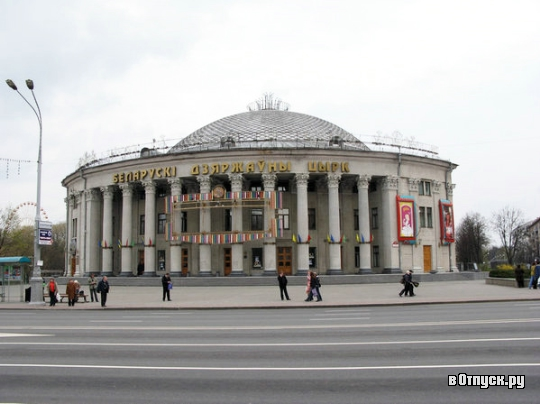 БЕЛАРУСКІ ДЗЯРЖАЎНЫ ЦЫРК
вОтпуск.ру